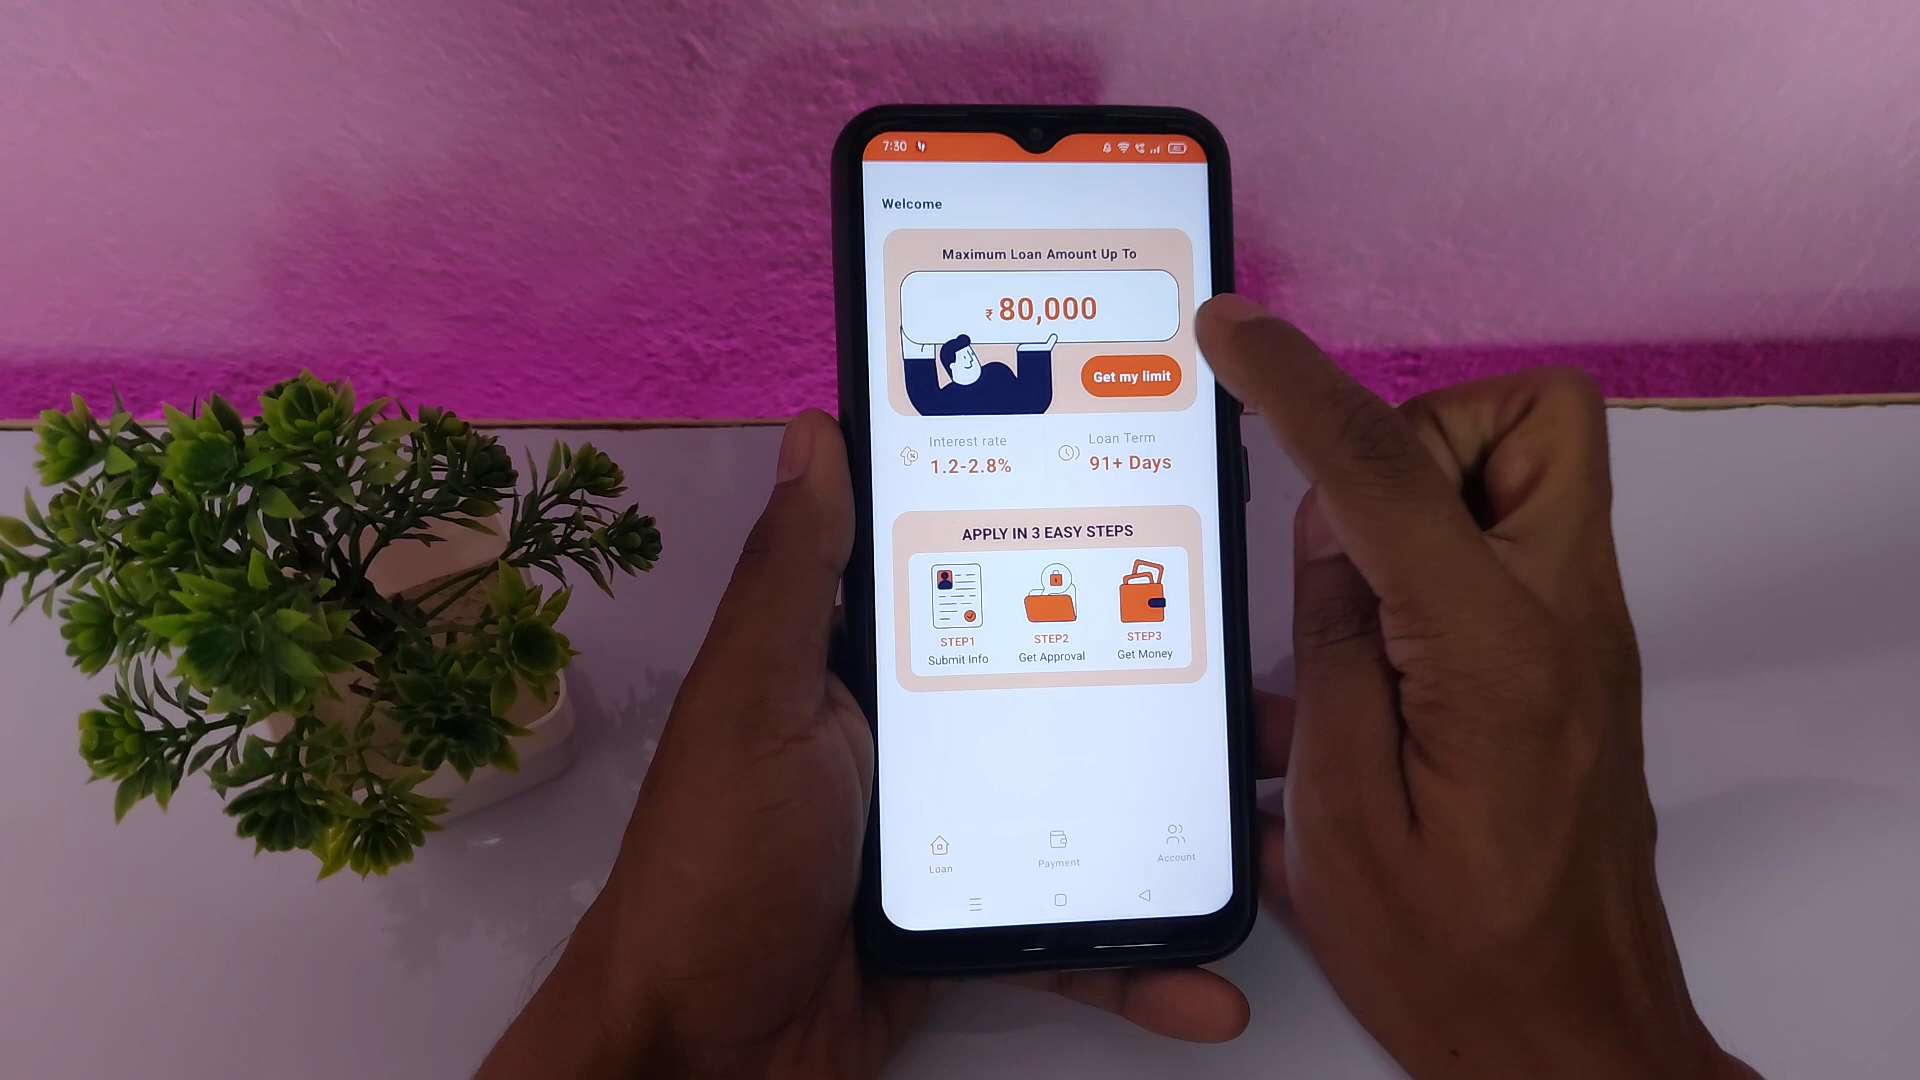 7:30
Welcome
Maximum Loan Amount Up To
₹ 80,000
Get my limit
Interest rate
1.2-2.8%
Loan Term
91+ Days
APPLY IN 3 EASY STEPS
STEP1
Submit Info
STEP2
Get Approval
STEP3
Get Money
Loan
Payment
Account